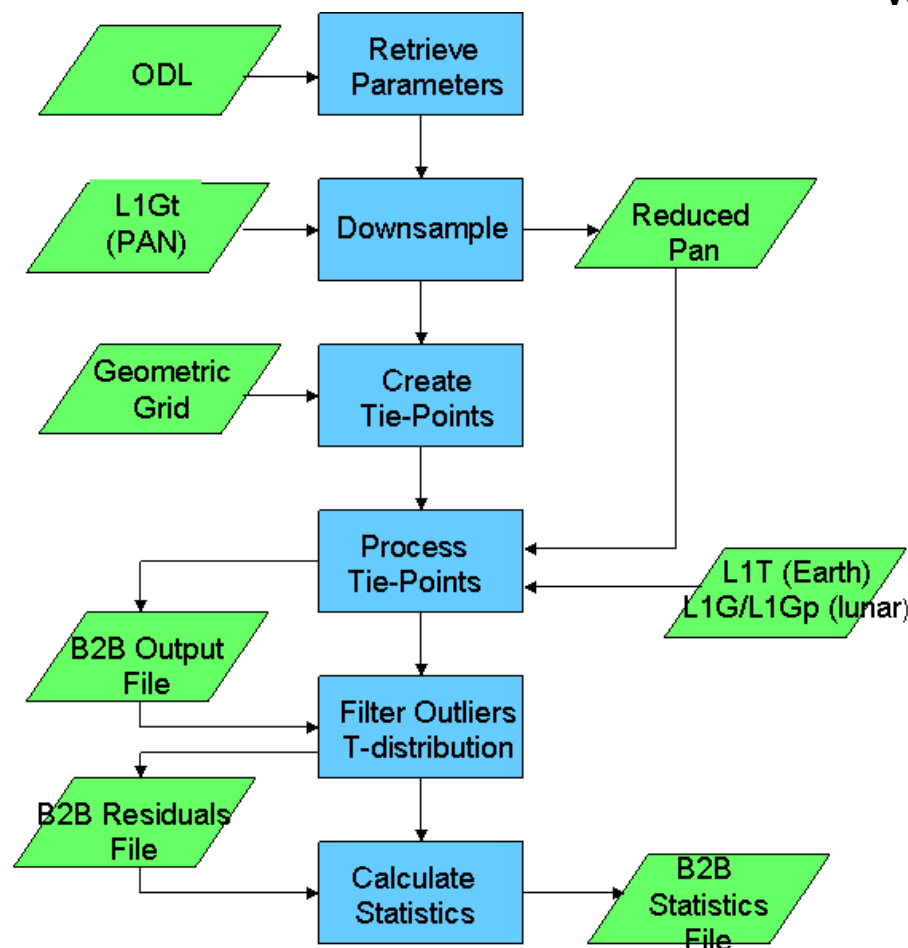 ODL
Retrieve
Parameters
L1Gt
(PAN)
Downsample
Reduced
Pan
Geometric
Grid
Create
Tie-Points
Process
Tie-Points
L1T (Earth)
L1G/L1Gp (lunar)
B2B Output
File
Filter Outliers
T-distribution
B2B Residuals
File
Calculate
Statistics
B2B
Statistics
File